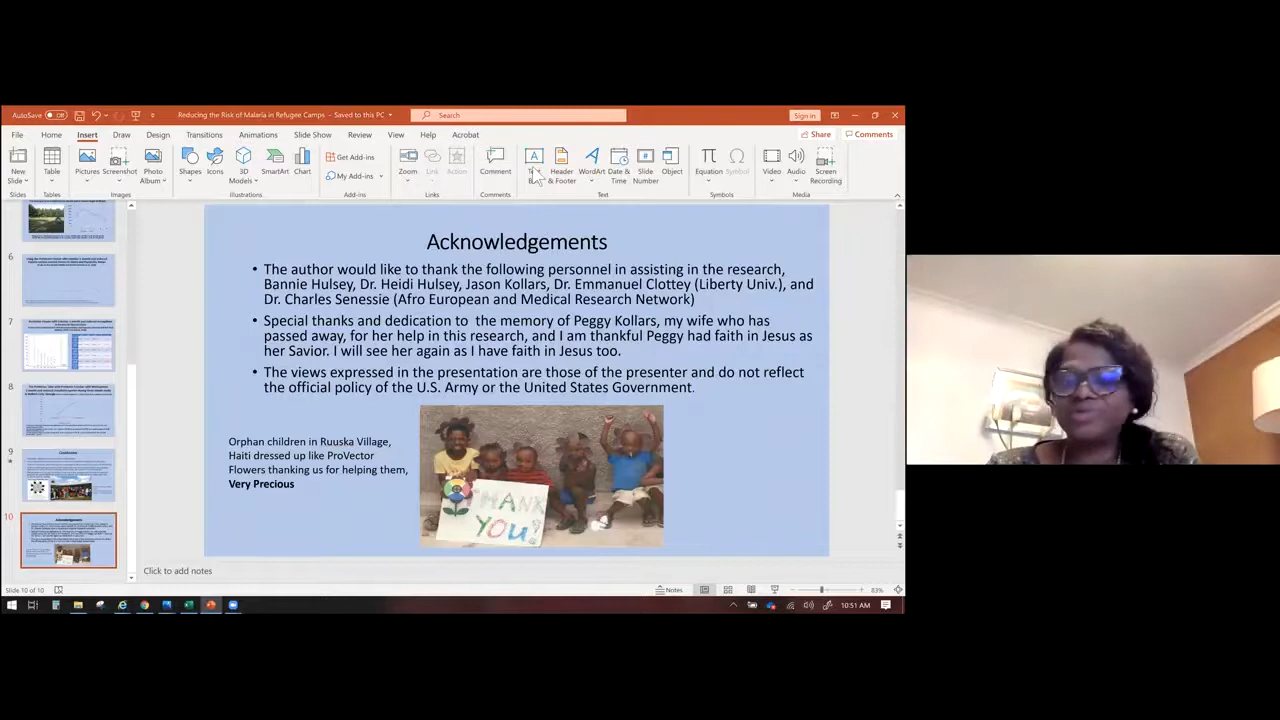 AutoSave Off
Reducing the Risk of Malaria in Refugee Camps - Saved to this PC
Search
Sign in
File Home Insert Draw Design Transitions Animations Slide Show Review View Help Acrobat
Share Comments
New Slide
Table
Pictures
Screenshot
Photo Album
Shapes
Icons
3D Models
SmartArt
Chart
Get Add-ins
My Add-ins
Zoom
Link
Action
Comment
Header & Footer
WordArt
Date & Time
Slide Number
Object
Equation
Symbol
Video
Audio
Screen Recording
Slides Tables Images Illustrations Add-ins Links Comments Text Symbols Media
6
7
8
9
10
Acknowledgements
• The author would like to thank the following personnel in assisting in the research,
Bannie Hulsey, Dr. Heidi Hulsey, Jason Kollars, Dr. Emmanuel Clottey (Liberty Univ.), and
Dr. Charles Senessie (Afro European and Medical Research Network)
• Special thanks and dedication to the memory of Peggy Kollars, my wife who has
passed away, for her help in this research, and I am thankful Peggy had faith in Jesus as
her Savior. I will see her again as I have faith in Jesus too.
• The views expressed in the presentation are those of the presenter and do not reflect
the official policy of the U.S. Army or the United States Government.
Orphan children in Ruuska Village,
Haiti dressed up like ProVector
Flowers thanking us for helping them,
Very Precious
Click to add notes
Slide 10 of 10
Notes
83%
10:51 AM